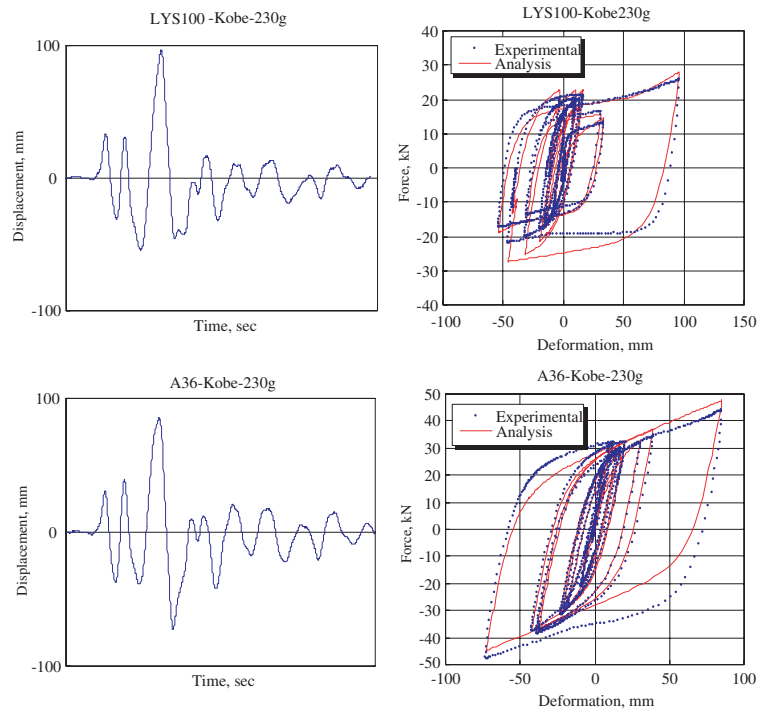 LYS100 -Kobe-230g
100
0
-100
Displacement, mm
Time, sec
LYS100-Kobe230g
Experimental
Analysis
40
30
20
10
0
-10
-20
-30
-40
Force, kN
-100 -50 0 50 100 150
Deformation, mm
A36-Kobe-230g
100
0
-100
Displacement, mm
Time, sec
A36-Kobe-230g
Experimental
Analysis
50
40
30
20
10
0
-10
-20
-30
-40
-50
Force, kN
-100 -50 0 50 100
Deformation, mm